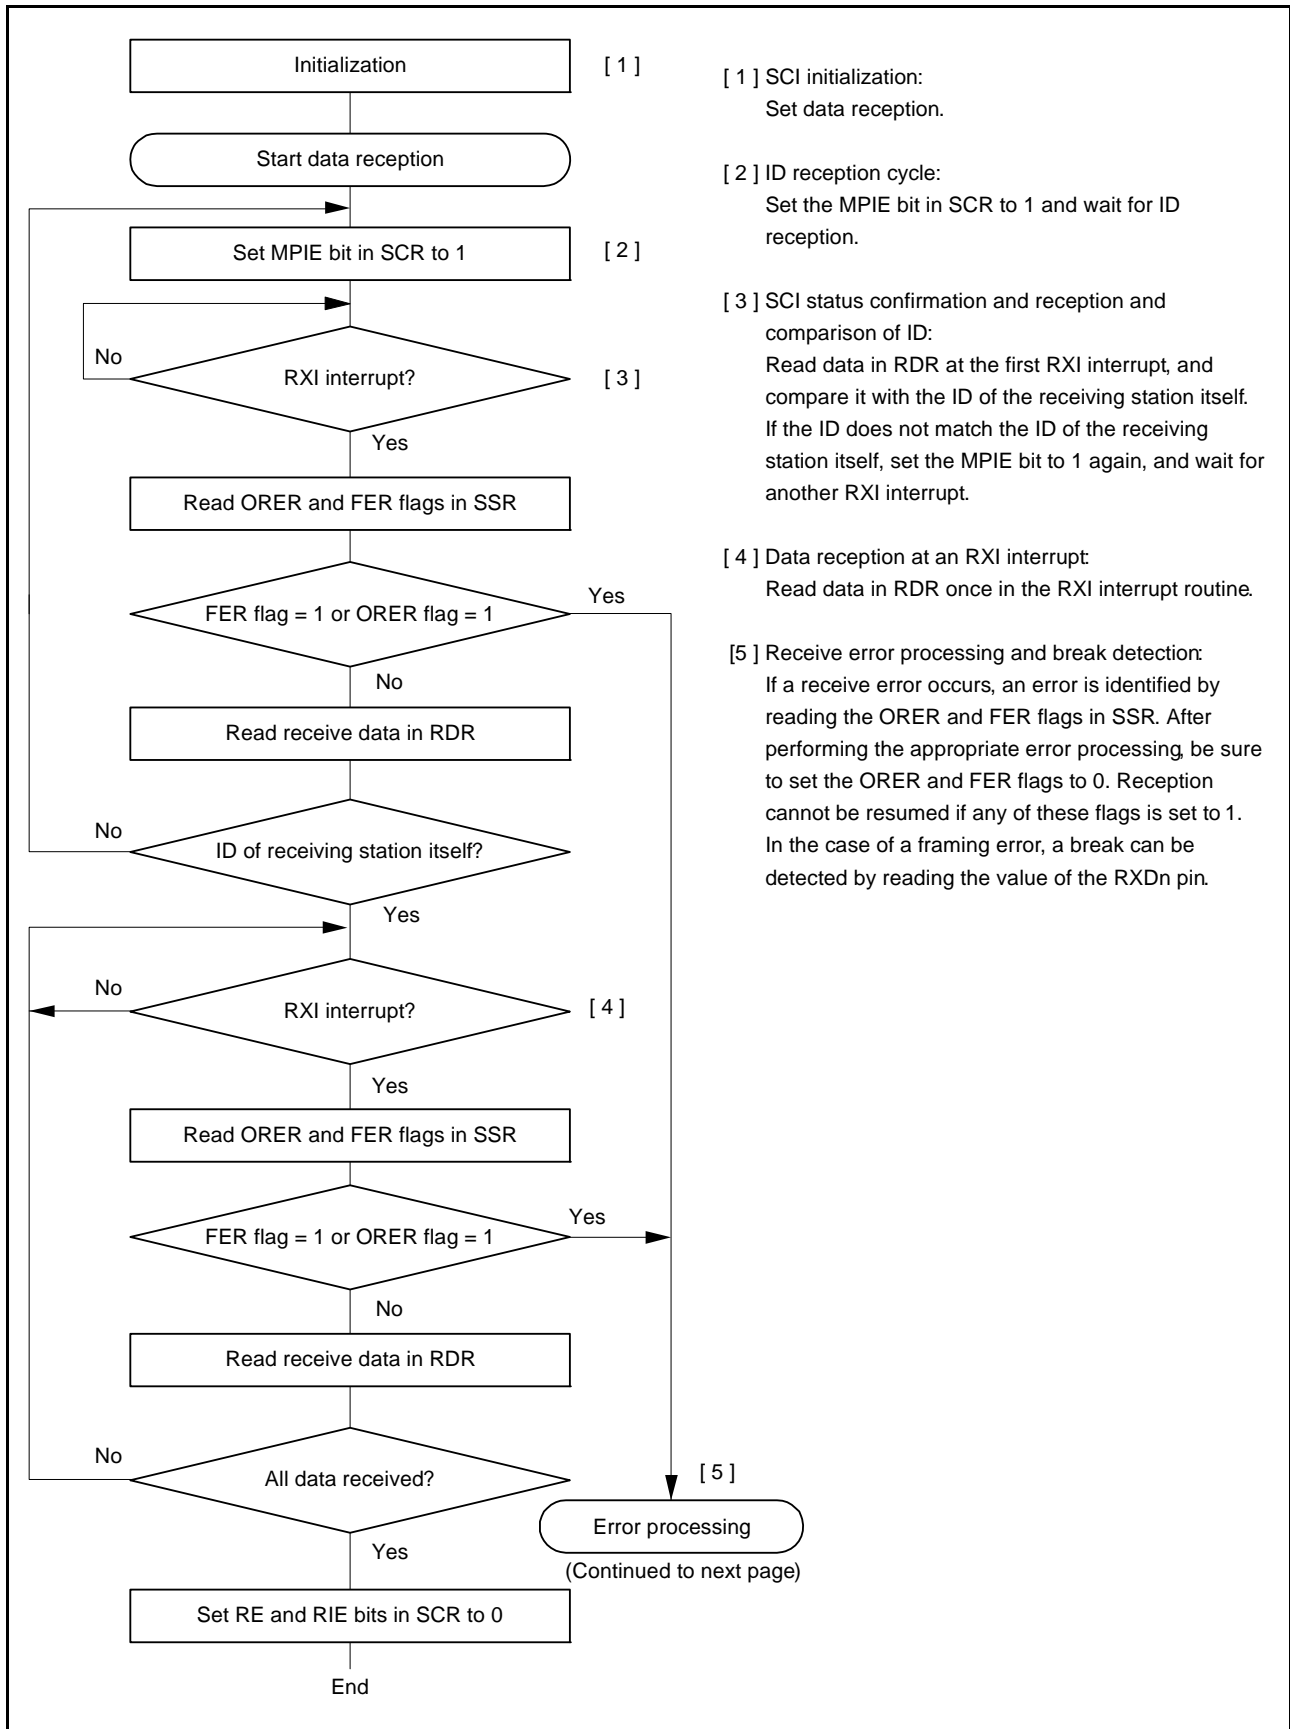 Initialization
[ 1 ]
Start data reception
Set MPIE bit in SCR to 1
[ 2 ]
No
RXI interrupt?
[ 3 ]
Yes
Read ORER and FER flags in SSR
FER flag = 1 or ORER flag = 1
Yes
No
Read receive data in RDR
No
ID of receiving station itself?
Yes
No
RXI interrupt?
[ 4 ]
Yes
Read ORER and FER flags in SSR
FER flag = 1 or ORER flag = 1
Yes
No
Read receive data in RDR
No
All data received?
[ 5 ]
Error processing
(Continued to next page)
Yes
Set RE and RIE bits in SCR to 0
End
[ 1 ] SCI initialization:
Set data reception.
[ 2 ] ID reception cycle:
Set the MPIE bit in SCR to 1 and wait for ID
reception.
[ 3 ] SCI status confirmation and reception and
comparison of ID:
Read data in RDR at the first RXI interrupt, and
compare it with the ID of the receiving station itself.
If the ID does not match the ID of the receiving
station itself, set the MPIE bit to 1 again, and wait for
another RXI interrupt.
[ 4 ] Data reception at an RXI interrupt:
Read data in RDR once in the RXI interrupt routine.
[5 ] Receive error processing and break detection:
If a receive error occurs, an error is identified by
reading the ORER and FER flags in SSR. After
performing the appropriate error processing, be sure
to set the ORER and FER flags to 0. Reception
cannot be resumed if any of these flags is set to 1.
In the case of a framing error, a break can be
detected by reading the value of the RXDn pin.